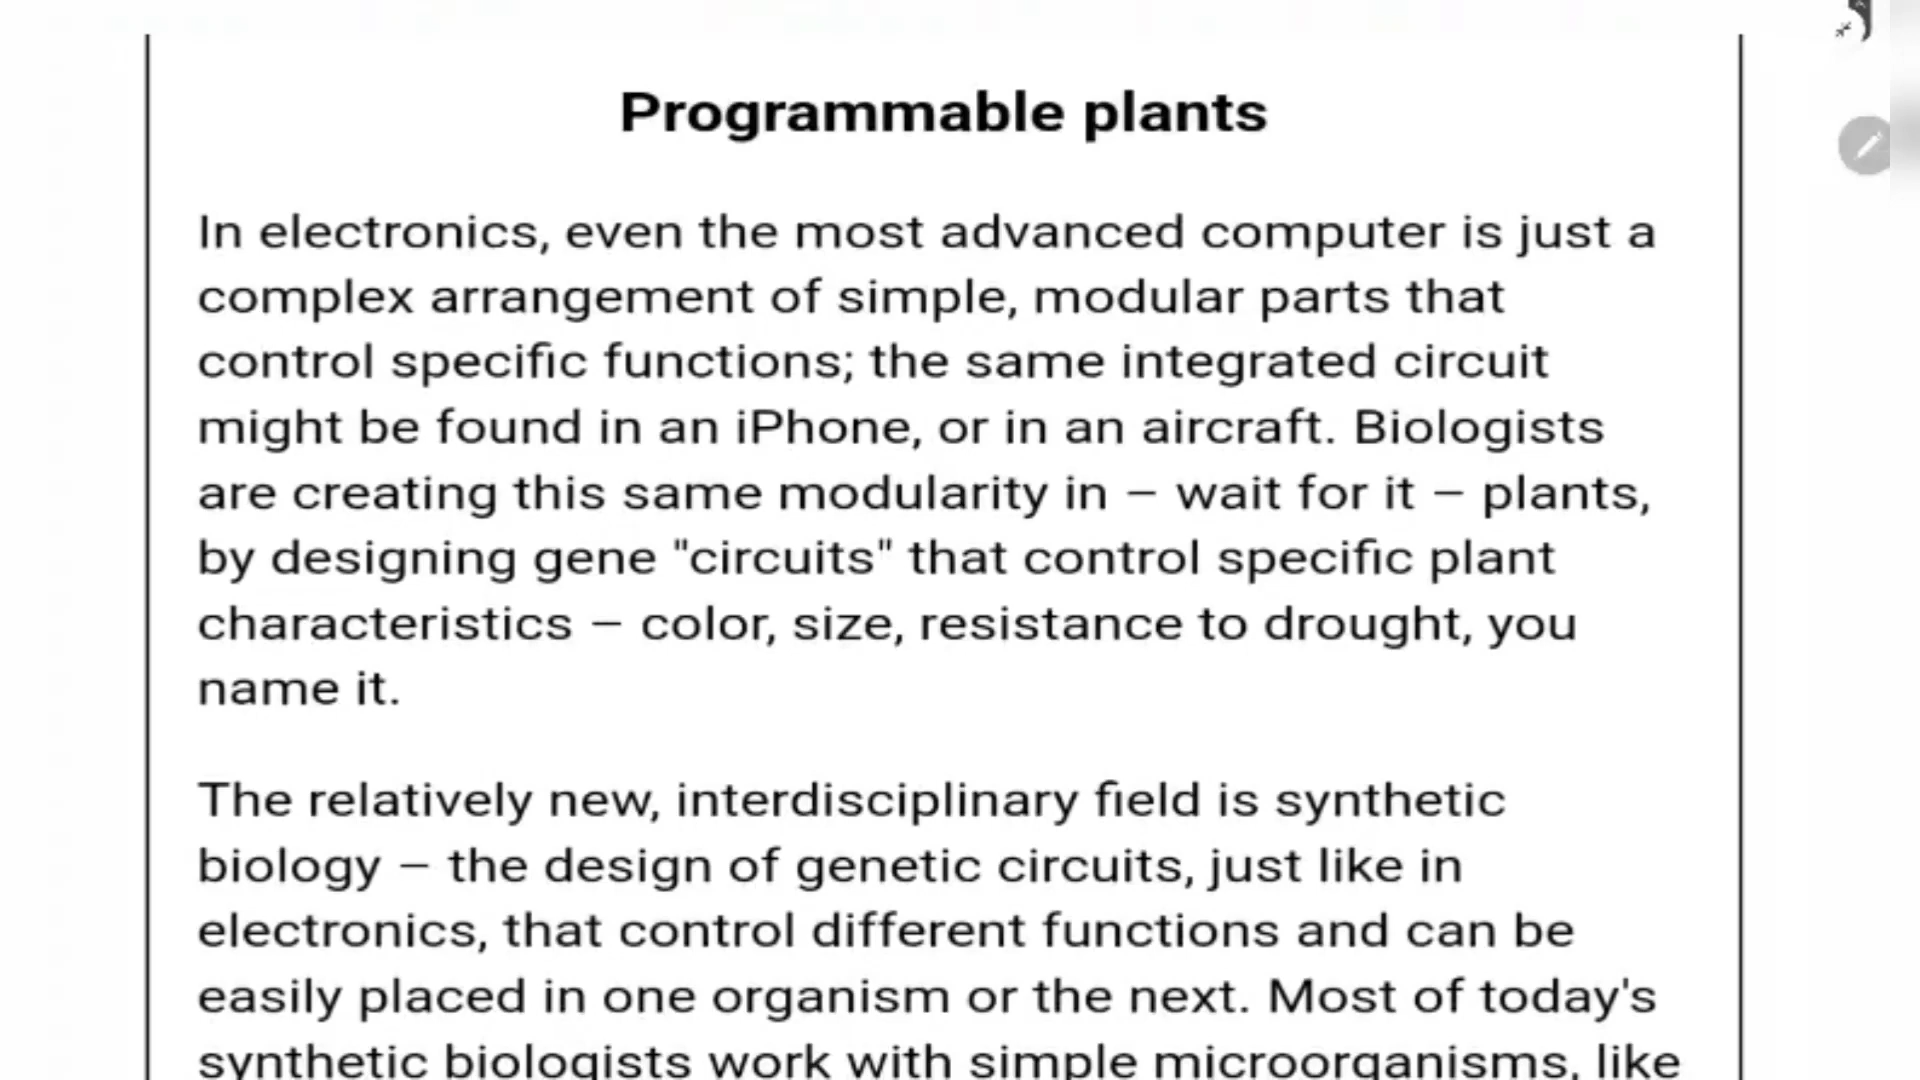 Programmable plants
In electronics, even the most advanced computer is just a
complex arrangement of simple, modular parts that
control specific functions; the same integrated circuit
might be found in an iPhone, or in an aircraft. Biologists
are creating this same modularity in – wait for it – plants,
by designing gene "circuits" that control specific plant
characteristics – color, size, resistance to drought, you
name it.
The relatively new, interdisciplinary field is synthetic
biology – the design of genetic circuits, just like in
electronics, that control different functions and can be
easily placed in one organism or the next. Most of today's
synthetic biologists work with simple microorganisms, like